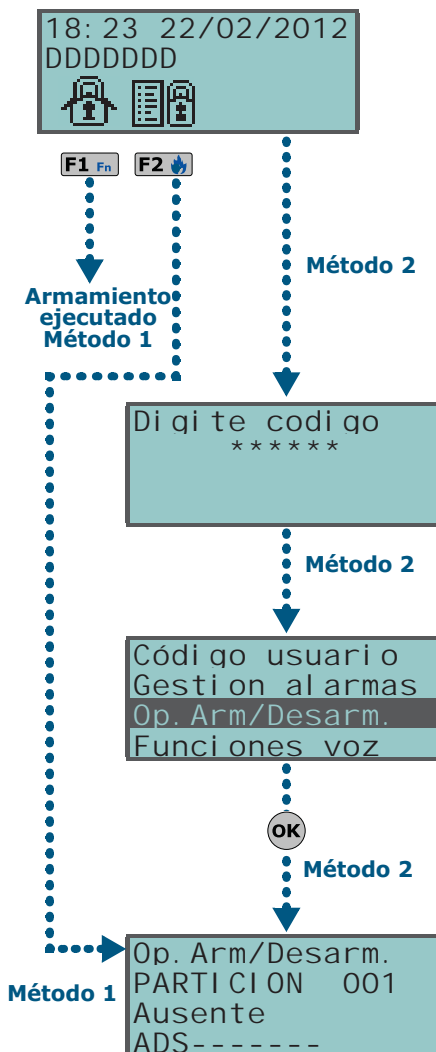 18:23 22/02/2012
DDDDDDD
F1 Fn F2
Método 2
Armamiento
ejecutado
Método 1
Digite codigo
******
Método 2
Código usuario
Gestion alarmas
Op.Arm/Desarm.
Funciones voz
OK
Método 2
Método 1
Op.Arm/Desarm.
PARTICION 001
Ausente
ADS-------